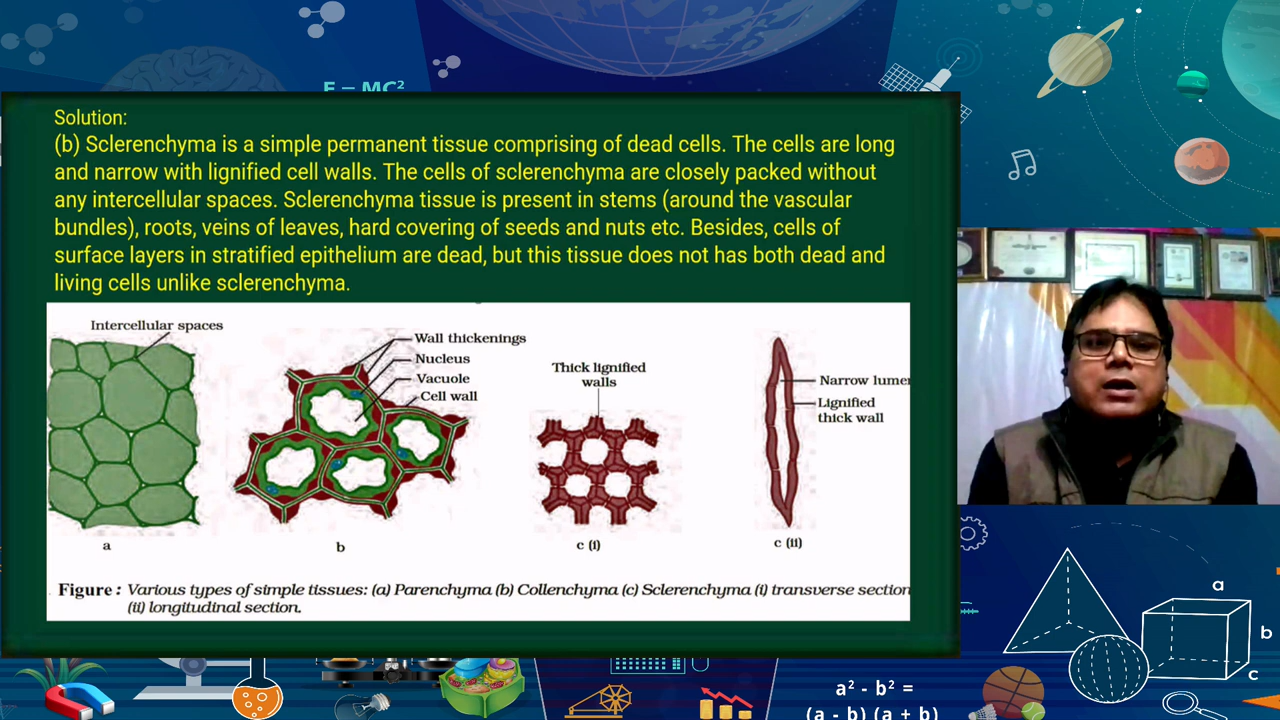 E = MC²
Solution:
(b) Sclerenchyma is a simple permanent tissue comprising of dead cells. The cells are long
and narrow with lignified cell walls. The cells of sclerenchyma are closely packed without
any intercellular spaces. Sclerenchyma tissue is present in stems (around the vascular
bundles), roots, veins of leaves, hard covering of seeds and nuts etc. Besides, cells of
surface layers in stratified epithelium are dead, but this tissue does not has both dead and
living cells unlike sclerenchyma.
Intercellular spaces
Wall thickenings
Nucleus
Vacuole
Cell wall
Thick lignified
walls
Narrow lumen
Lignified
thick wall
a
b
c (i)
c (ii)
Figure : Various types of simple tissues: (a) Parenchyma (b) Collenchyma (c) Sclerenchyma (i) transverse section
(ii) longitudinal section.
a
b
c
a² - b² =
(a - b) (a + b)